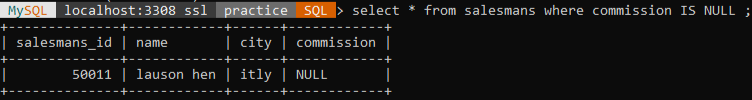 MySQL localhost:3308 ssl practice SQL > select * from salesmans where commission IS NULL ;
+-------------+------------+------+------------+
| salesmans_id | name | city | commission |
+-------------+------------+------+------------+
| 50011 | lauson hen | itly | NULL |
+-------------+------------+------+------------+